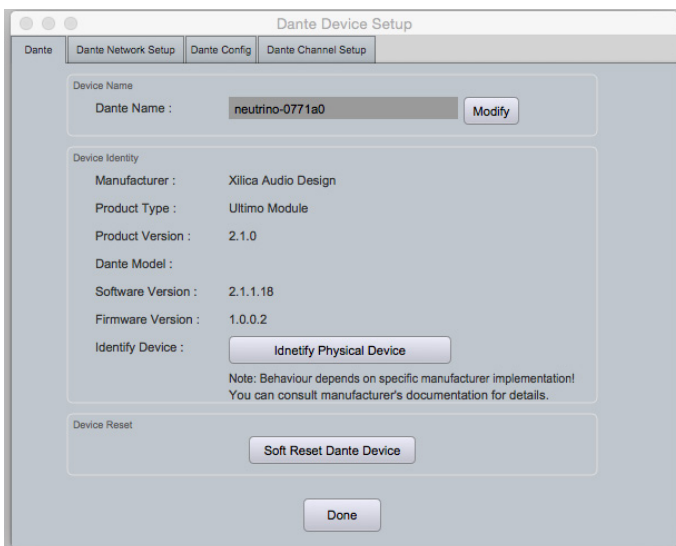 Dante Device Setup
Dante
Dante Network Setup
Dante Config
Dante Channel Setup
Device Name
Dante Name :
neutrino-0771a0
Modify
Device Identity
Manufacturer :
Xilica Audio Design
Product Type :
Ultimo Module
Product Version :
2.1.0
Dante Model :
Software Version :
2.1.1.18
Firmware Version :
1.0.0.2
Identify Device :
Idnetify Physical Device
Note: Behaviour depends on specific manufacturer implementation!
You can consult manufacturer's documentation for details.
Device Reset
Soft Reset Dante Device
Done